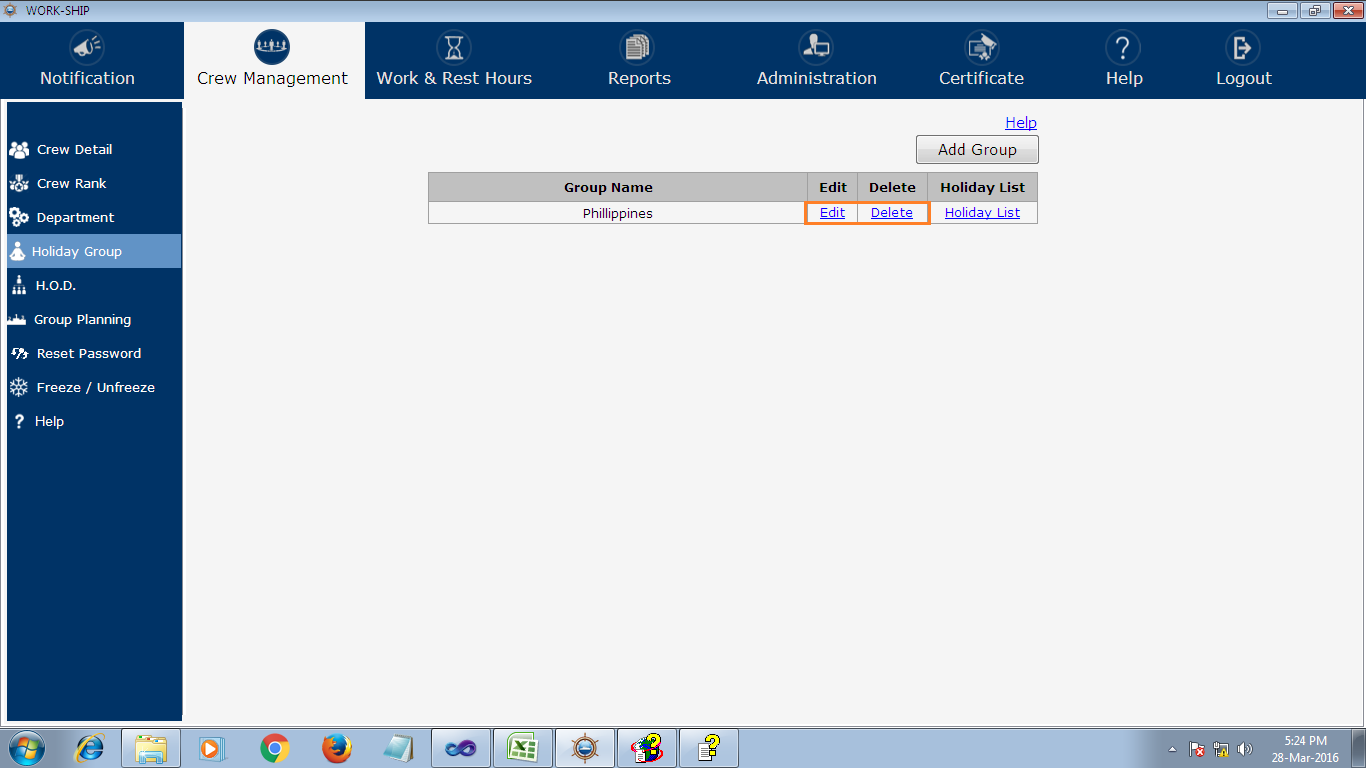 WORK-SHIP
Notification
Crew Management
Work & Rest Hours
Reports
Administration
Certificate
Help
Logout
Crew Detail
Crew Rank
Department
Holiday Group
H.O.D.
Group Planning
Reset Password
Freeze / Unfreeze
Help
Help
Add Group
Group Name Edit Delete Holiday List
Phillippines Edit Delete Holiday List
5:24 PM
28-Mar-2016